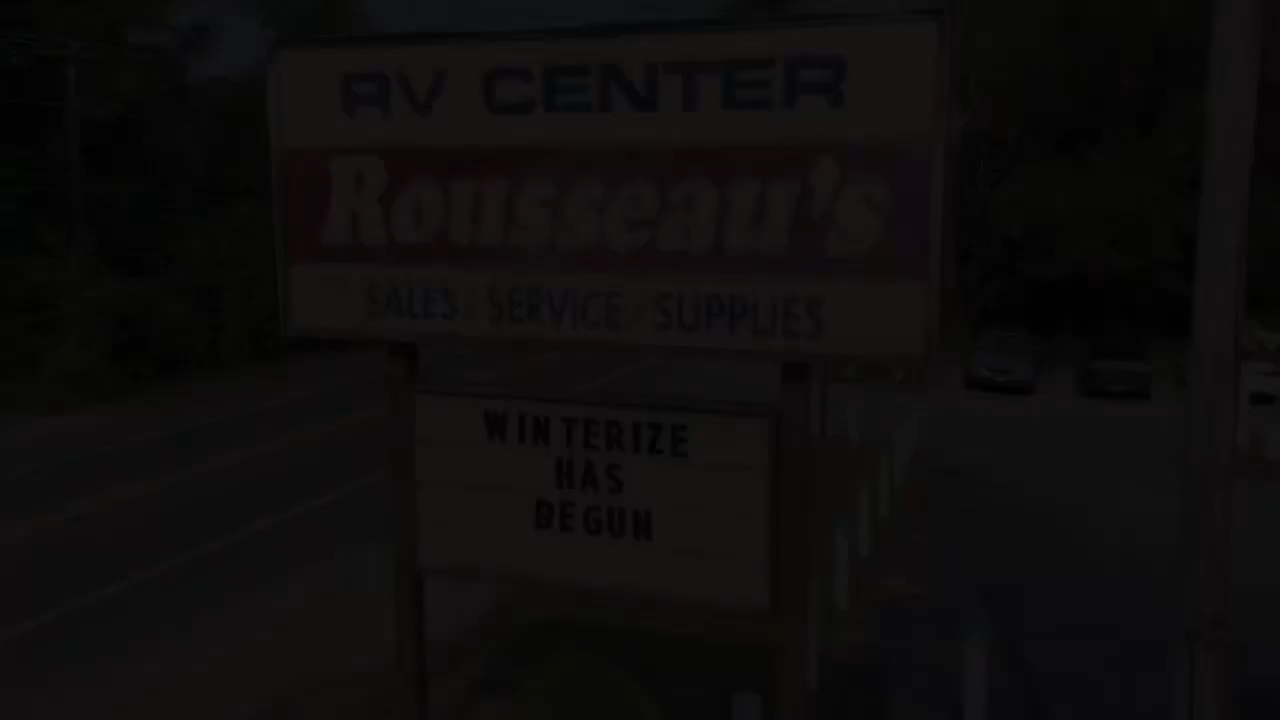 RV CENTER
Rousseau's
SALES / SERVICE / SUPPLIES
WINTERIZE
HAS
BEGUN